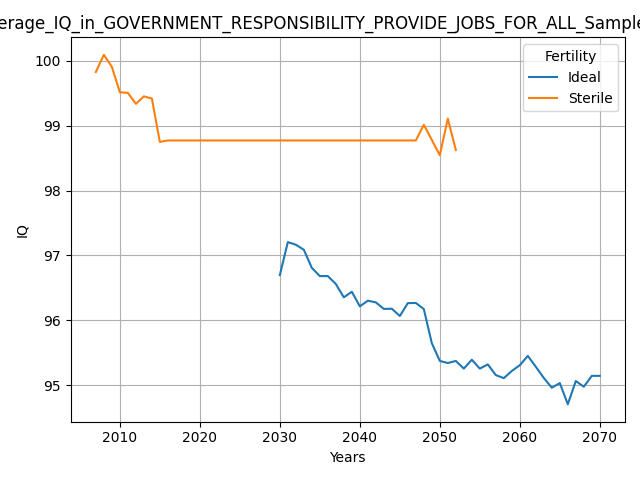 erage_IQ_in_GOVERNMENT_RESPONSIBILITY_PROVIDE_JOBS_FOR_ALL_Sample
Fertility
Ideal
Sterile
100
99
98
97
96
95
IQ
2010 2020 2030 2040 2050 2060 2070
Years